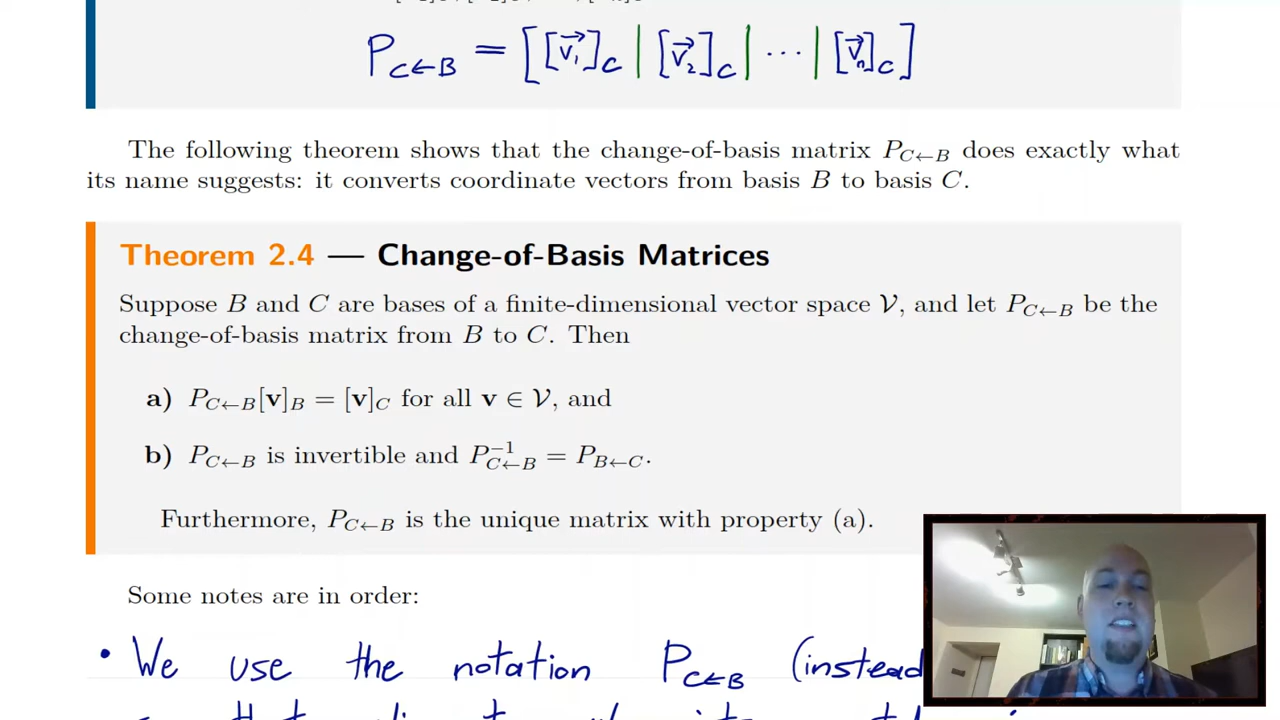 P_{C←B} = [[v⃗₁]_C | [v⃗₂]_C | ⋯ | [v⃗ₙ]_C]
The following theorem shows that the change-of-basis matrix P_{C←B} does exactly what
its name suggests: it converts coordinate vectors from basis B to basis C.
Theorem 2.4 — Change-of-Basis Matrices
Suppose B and C are bases of a finite-dimensional vector space 𝒱, and let P_{C←B} be the
change-of-basis matrix from B to C. Then
a) P_{C←B}[v]_B = [v]_C for all v ∈ 𝒱, and
b) P_{C←B} is invertible and P_{C←B}^{-1} = P_{B←C}.
Furthermore, P_{C←B} is the unique matrix with property (a).
Some notes are in order:
• We use the notation P_{C←B} (instead